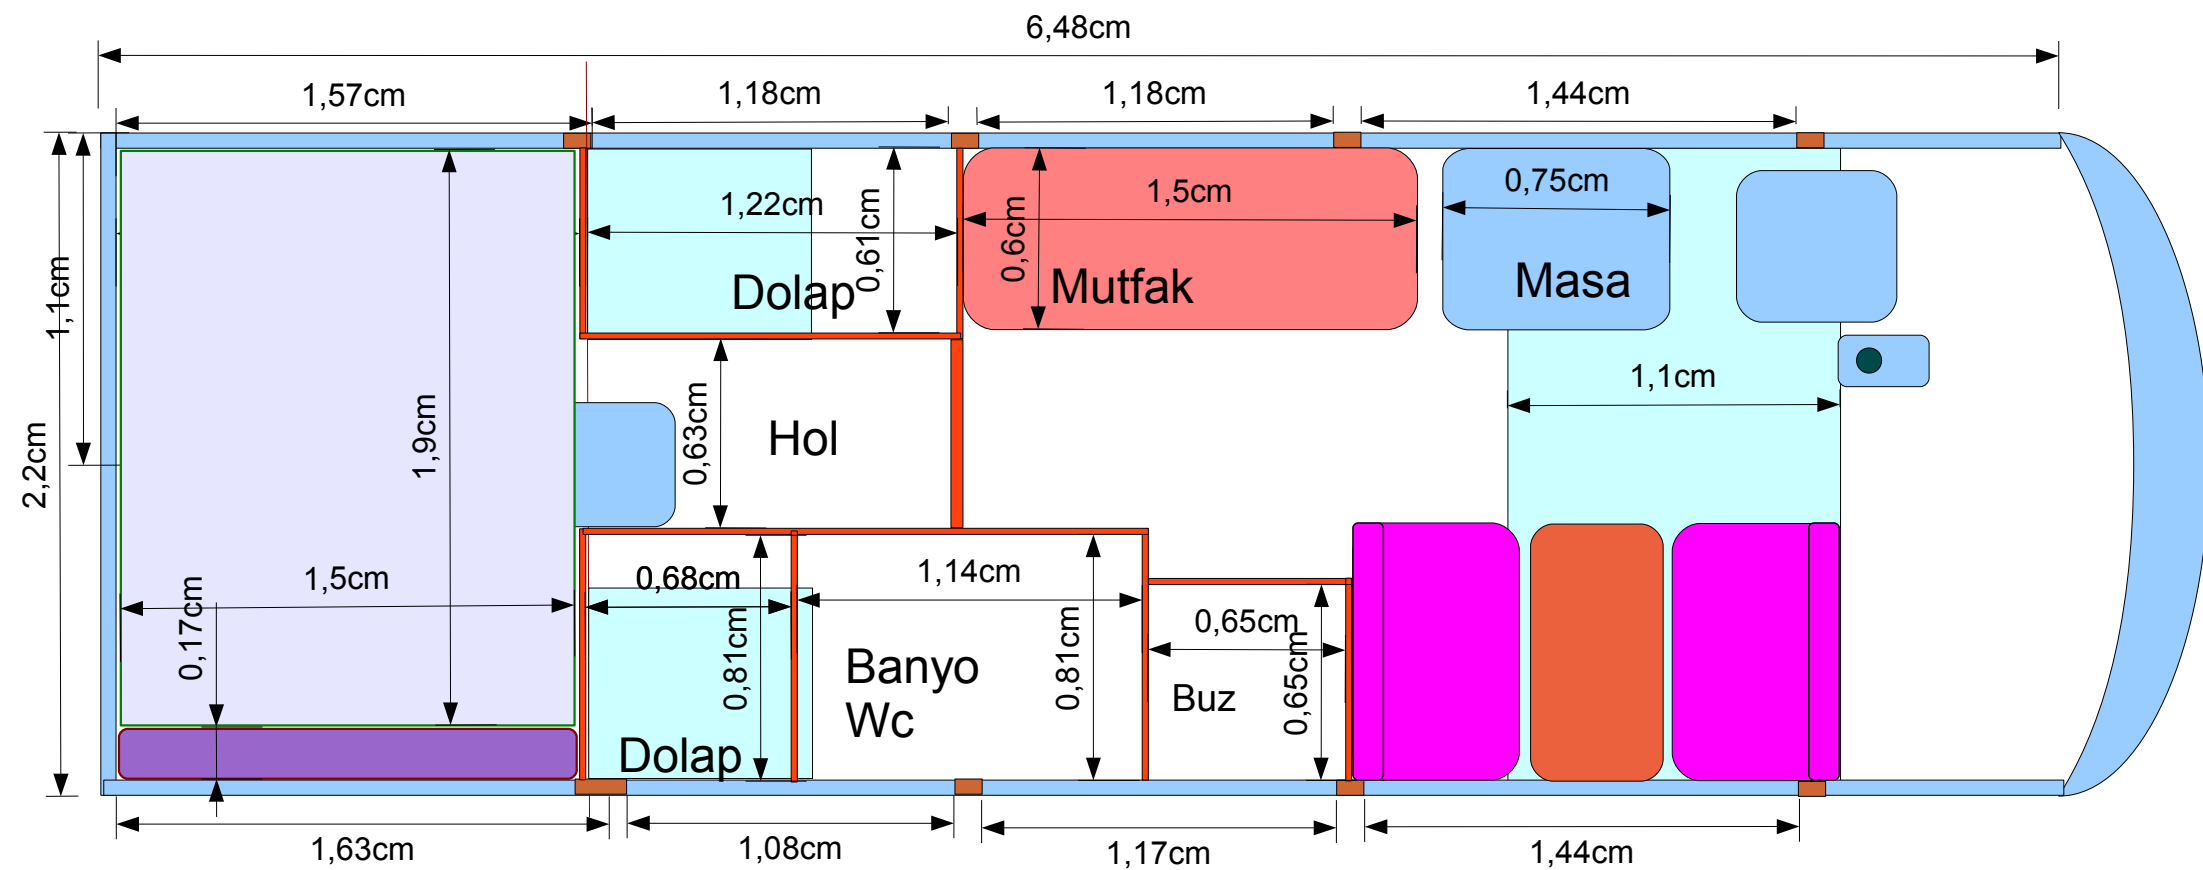 6,48cm
1,57cm
1,18cm
1,18cm
1,44cm
1,22cm
0,61cm
Dolap
0,6cm
1,5cm
Mutfak
0,75cm
Masa
1,1cm
2,2cm
1,9cm
0,63cm
Hol
1,1cm
1,5cm
0,17cm
0,68cm
0,81cm
Dolap
1,14cm
0,81cm
Banyo
Wc
0,65cm
0,65cm
Buz
1,63cm
1,08cm
1,17cm
1,44cm